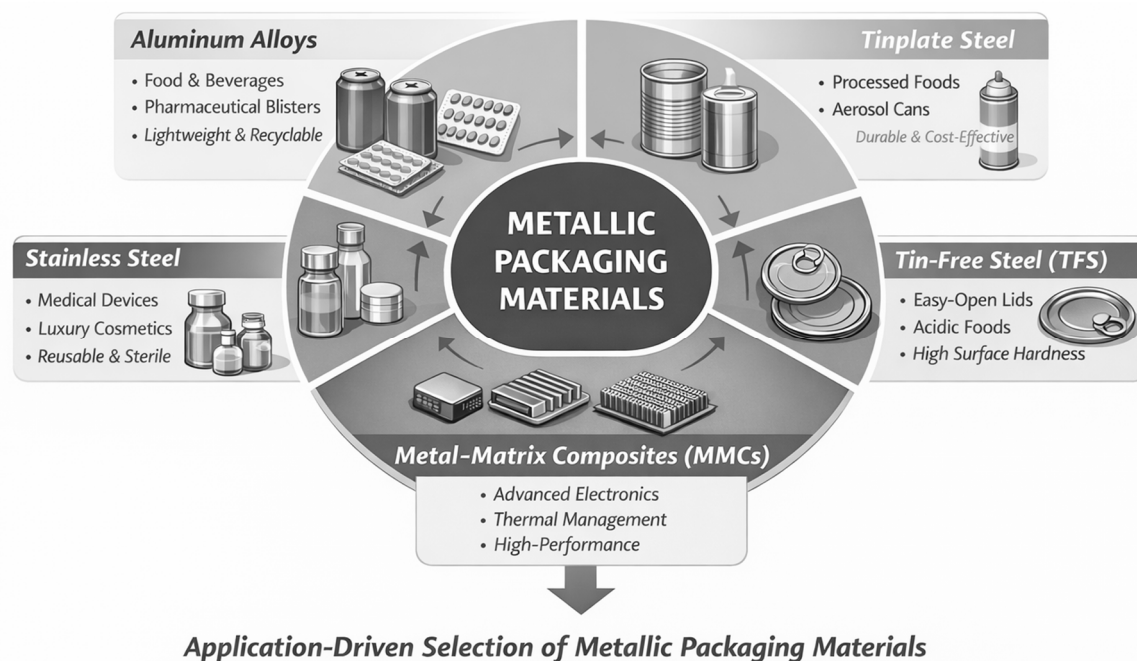 Aluminum Alloys
• Food & Beverages
• Pharmaceutical Blisters
• Lightweight & Recyclable
Tinplate Steel
• Processed Foods
• Aerosol Cans
Durable & Cost-Effective
METALLIC
PACKAGING
MATERIALS
Stainless Steel
• Medical Devices
• Luxury Cosmetics
• Reusable & Sterile
Tin-Free Steel (TFS)
• Easy-Open Lids
• Acidic Foods
• High Surface Hardness
Metal-Matrix Composites (MMCs)
• Advanced Electronics
• Thermal Management
• High-Performance
Application-Driven Selection of Metallic Packaging Materials